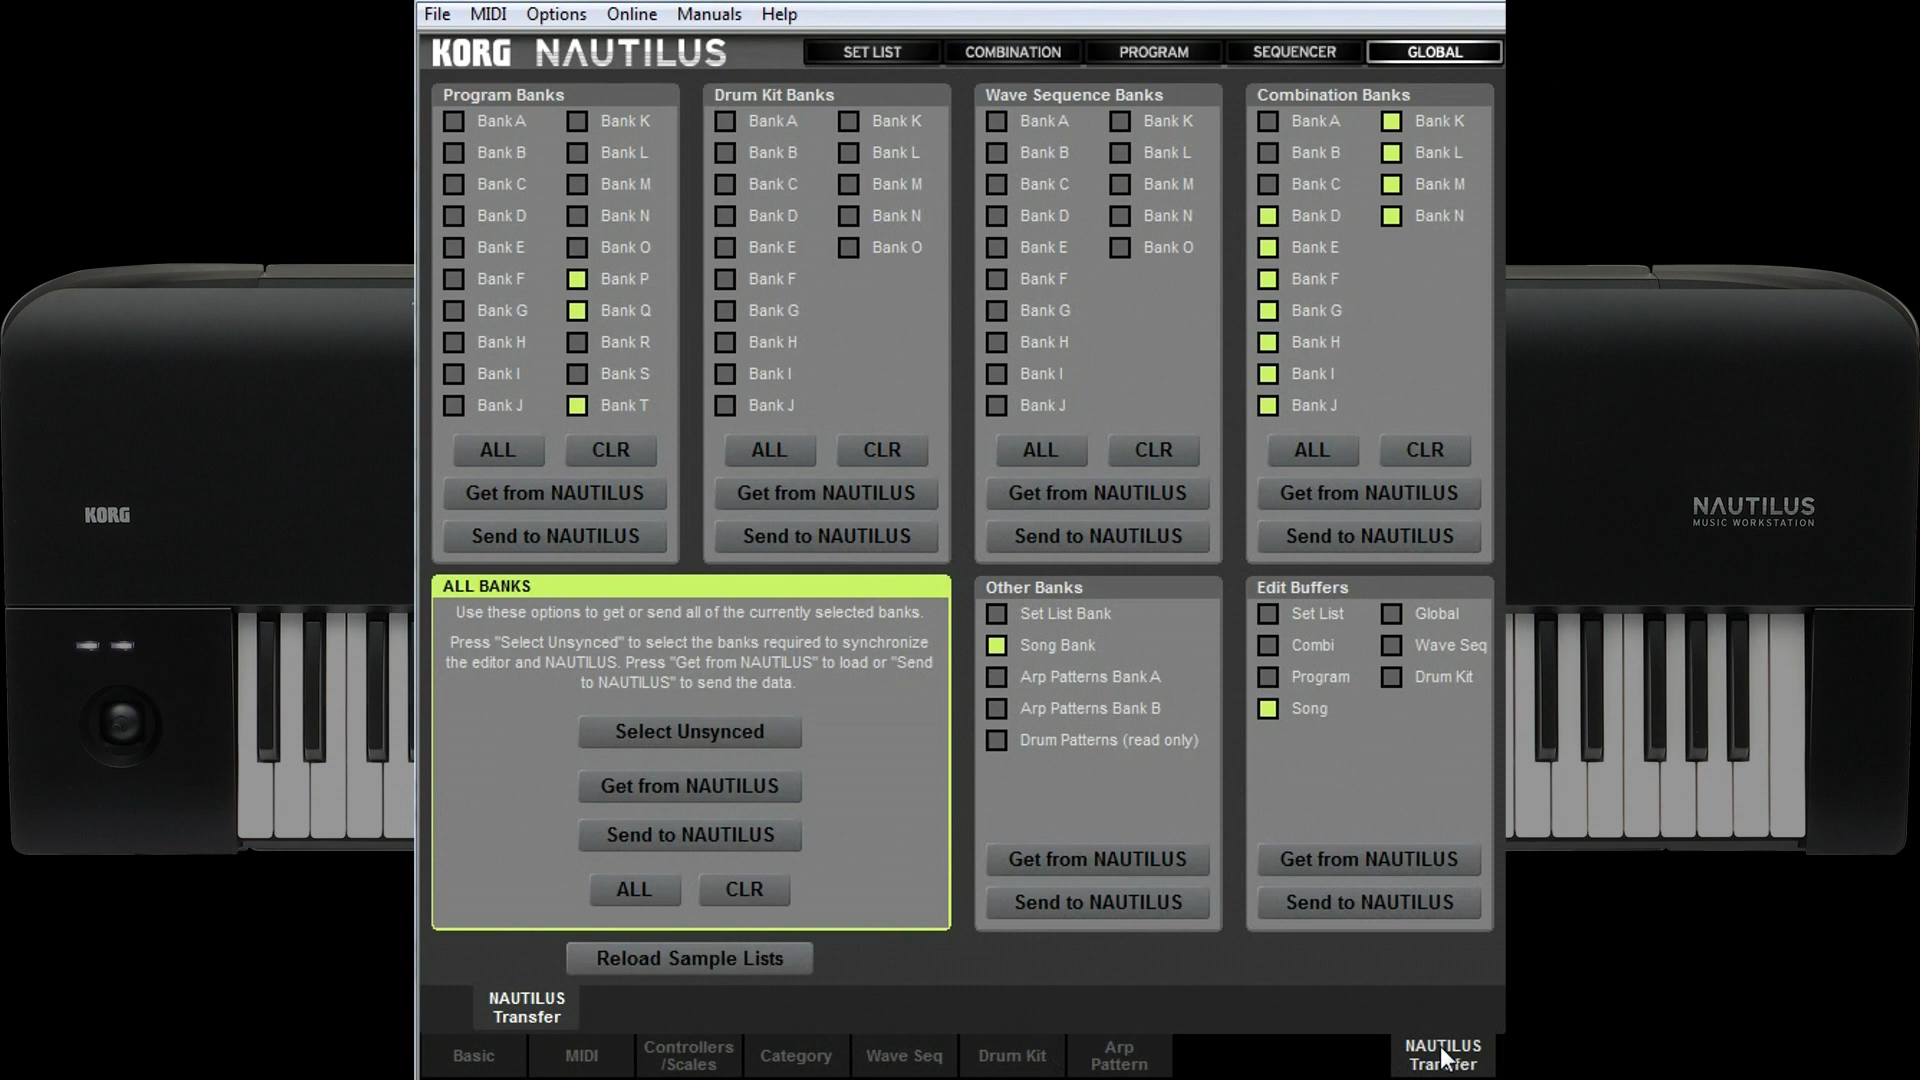 File MIDI Options Online Manuals Help
KORG NAUTILUS SET LIST COMBINATION PROGRAM SEQUENCER GLOBAL
Program Banks
Bank A Bank K
Bank B Bank L
Bank C Bank M
Bank D Bank N
Bank E Bank O
Bank F Bank P
Bank G Bank Q
Bank H Bank R
Bank I Bank S
Bank J Bank T
ALL CLR
Get from NAUTILUS
Send to NAUTILUS
Drum Kit Banks
Bank A Bank K
Bank B Bank L
Bank C Bank M
Bank D Bank N
Bank E Bank O
Bank F
Bank G
Bank H
Bank I
Bank J
ALL CLR
Get from NAUTILUS
Send to NAUTILUS
Wave Sequence Banks
Bank A Bank K
Bank B Bank L
Bank C Bank M
Bank D Bank N
Bank E Bank O
Bank F
Bank G
Bank H
Bank I
Bank J
ALL CLR
Get from NAUTILUS
Send to NAUTILUS
Combination Banks
Bank A Bank K
Bank B Bank L
Bank C Bank M
Bank D Bank N
Bank E
Bank F
Bank G
Bank H
Bank I
Bank J
ALL CLR
Get from NAUTILUS
Send to NAUTILUS
KORG
NAUTILUS
MUSIC WORKSTATION
ALL BANKS
Use these options to get or send all of the currently selected banks.
Press "Select Unsynced" to select the banks required to synchronize
the editor and NAUTILUS. Press "Get from NAUTILUS" to load or "Send
to NAUTILUS" to send the data.
Select Unsynced
Get from NAUTILUS
Send to NAUTILUS
ALL CLR
Other Banks
Set List Bank
Song Bank
Arp Patterns Bank A
Arp Patterns Bank B
Drum Patterns (read only)
Get from NAUTILUS
Send to NAUTILUS
Edit Buffers
Set List Global
Combi Wave Seq
Program Drum Kit
Song
Get from NAUTILUS
Send to NAUTILUS
Reload Sample Lists
NAUTILUS
Transfer
Basic MIDI Controllers
/Scales Category Wave Seq Drum Kit Arp
Pattern NAUTILUS
Transfer